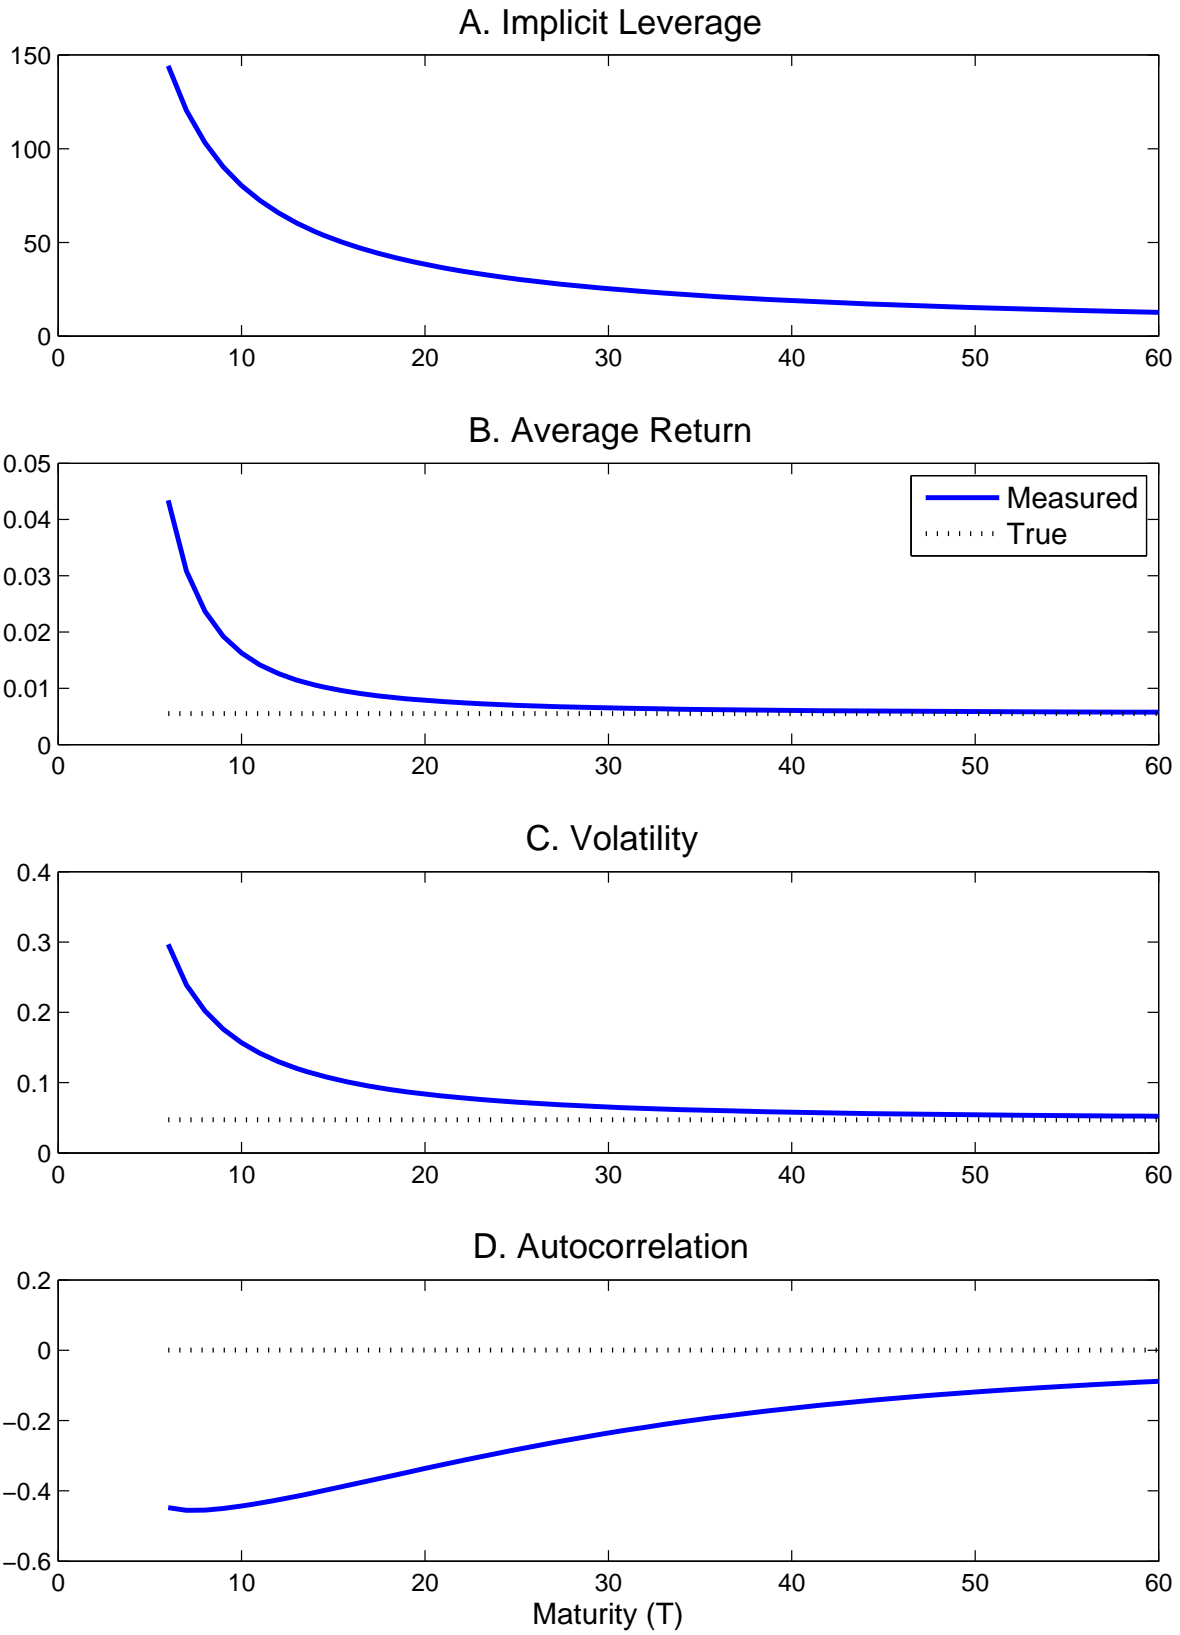 A. Implicit Leverage
150
100
50
0
0 10 20 30 40 50 60
B. Average Return
0.05
0.04
0.03
0.02
0.01
0
Measured
True
0 10 20 30 40 50 60
C. Volatility
0.4
0.3
0.2
0.1
0
0 10 20 30 40 50 60
D. Autocorrelation
0.2
0
−0.2
−0.4
−0.6
0 10 20 30 40 50 60
Maturity (T)